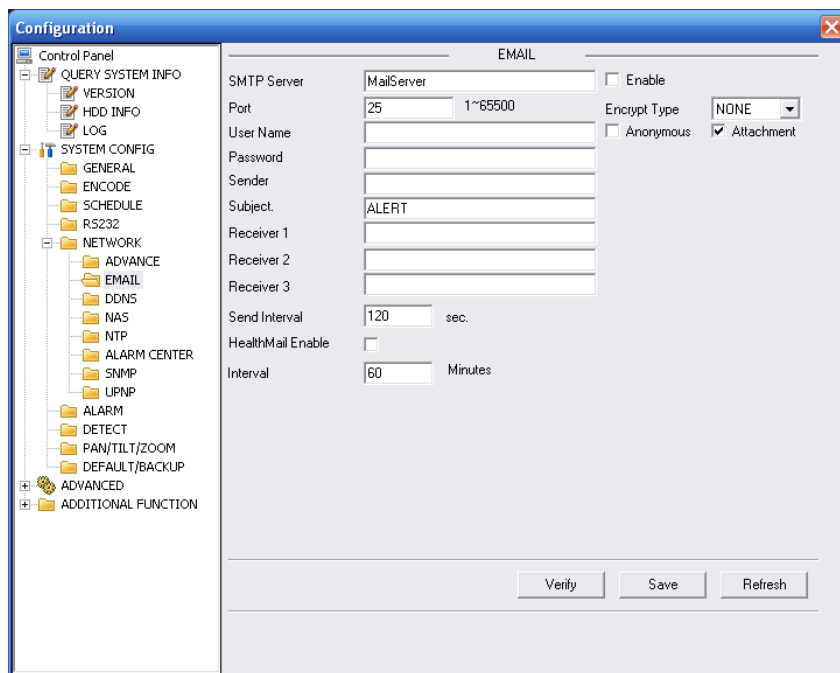 Configuration
Control Panel
QUERY SYSTEM INFO
VERSION
HDD INFO
LOG
SYSTEM CONFIG
GENERAL
ENCODE
SCHEDULE
RS232
NETWORK
ADVANCE
EMAIL
DDNS
NAS
NTP
ALARM CENTER
SNMP
UPNP
ALARM
DETECT
PAN/TILT/ZOOM
DEFAULT/BACKUP
ADVANCED
ADDITIONAL FUNCTION
EMAIL
SMTP Server MailServer Enable
Port 25 1~65500 Encrypt Type NONE
User Name Anonymous Attachment
Password
Sender
Subject. ALERT
Receiver 1
Receiver 2
Receiver 3
Send Interval 120 sec.
HealthMail Enable
Interval 60 Minutes
Verify Save Refresh